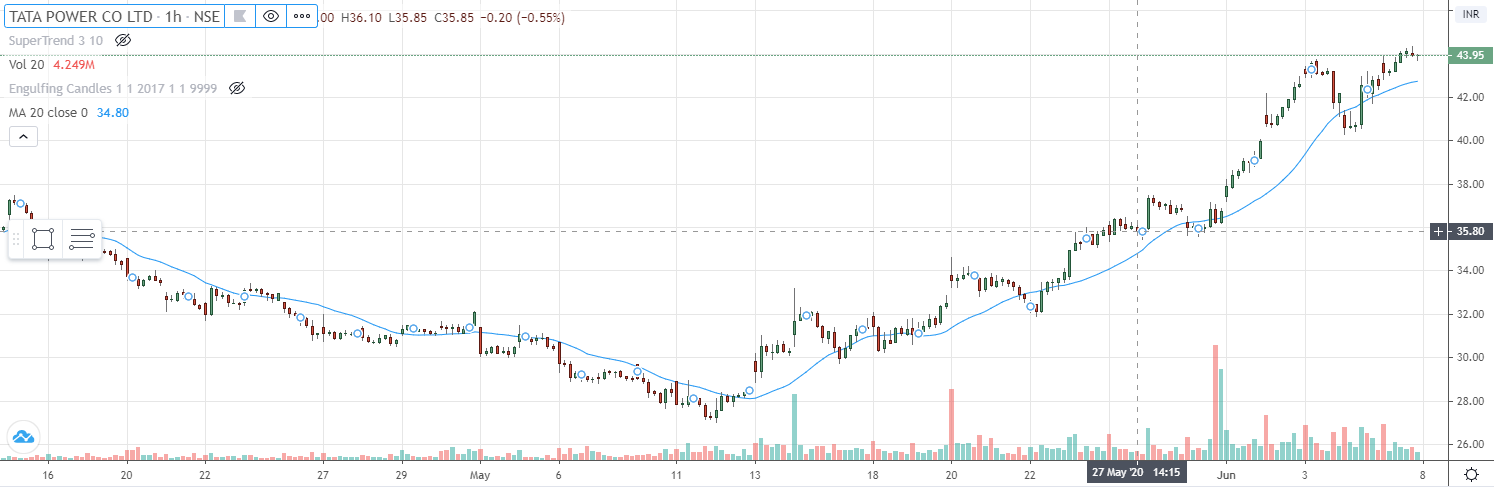 TATA POWER CO LTD · 1h · NSE .00 H36.10 L35.85 C35.85 −0.20 (−0.55%)
INR
SuperTrend 3 10
43.95
Vol 20 4.249M
Engulfing Candles 1 1 2017 1 1 9999
42.00
MA 20 close 0 34.80
40.00
38.00
35.80
34.00
32.00
30.00
28.00
26.00
16 20 22 27 29 May 6 11 13 18 20 22 27 May '20 14:15 Jun 3 8